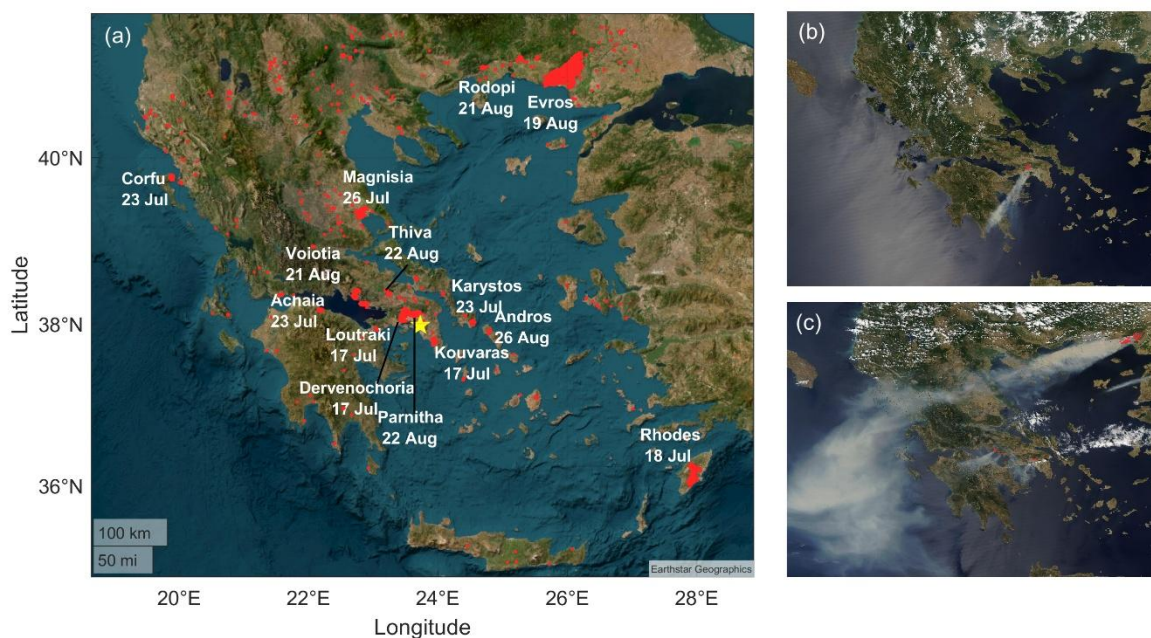 (a)
Rodopi
21 Aug
Evros
19 Aug
40°N
Corfu
23 Jul
Magnisia
26 Jul
Thiva
22 Aug
Voiotia
21 Aug
Karystos
23 Jul
Achaia
23 Jul
Andros
26 Aug
38°N
Loutraki
17 Jul
Kouvaras
17 Jul
Dervenochoria
17 Jul
Parnitha
22 Aug
Rhodes
18 Jul
36°N
100 km
50 mi
Earthstar Geographics
20°E
22°E
24°E
26°E
28°E
Longitude
Latitude
(b)
(c)